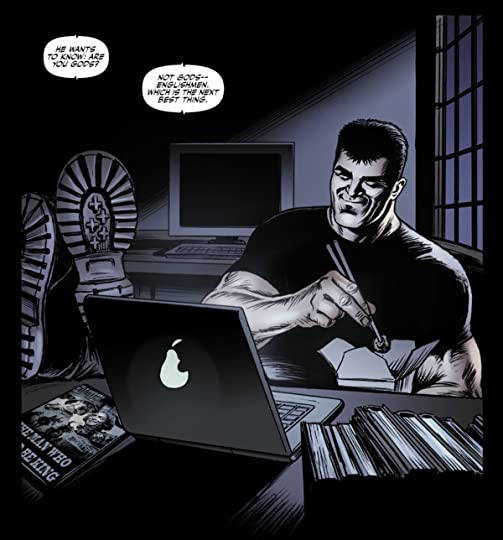 HE WANTS
TO KNOW: ARE
YOU GODS?
NOT GODS--
ENGLISHMEN.
WHICH IS THE NEXT
BEST THING.
MAN WHO
BE KING